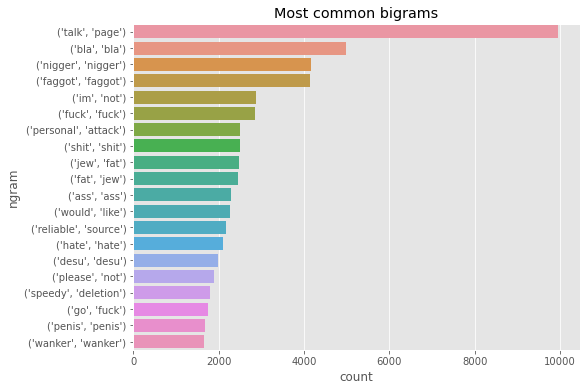 Most common bigrams
ngram
('talk', 'page')
('bla', 'bla')
('nigger', 'nigger')
('faggot', 'faggot')
('im', 'not')
('fuck', 'fuck')
('personal', 'attack')
('shit', 'shit')
('jew', 'fat')
('fat', 'jew')
('ass', 'ass')
('would', 'like')
('reliable', 'source')
('hate', 'hate')
('desu', 'desu')
('please', 'not')
('speedy', 'deletion')
('go', 'fuck')
('penis', 'penis')
('wanker', 'wanker')
0 2000 4000 6000 8000 10000
count